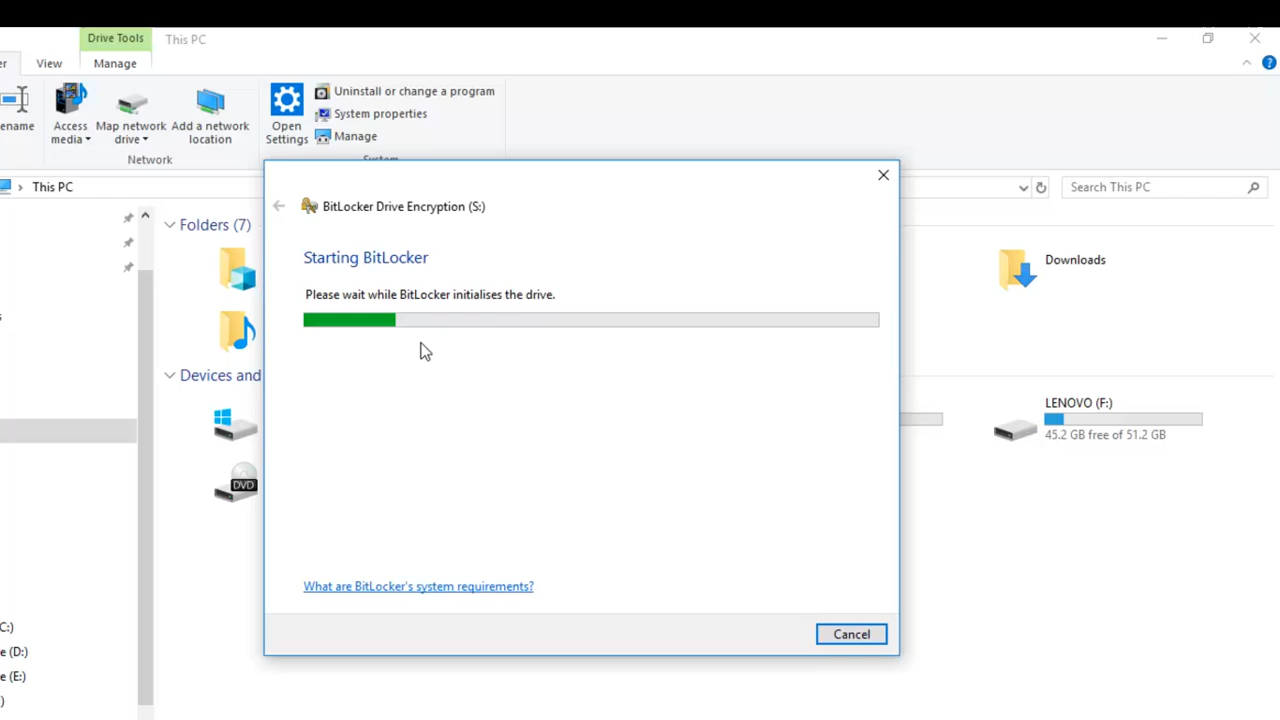 Drive Tools
This PC
er
View
Manage
ename
Access
media
Map network
drive
Add a network
location
Network
Open
Settings
Uninstall or change a program
System properties
Manage
System
This PC
Search This PC
Folders (7)
Downloads
Devices and
DVD
LENOVO (F:)
45.2 GB free of 51.2 GB
BitLocker Drive Encryption (S:)
Starting BitLocker
Please wait while BitLocker initialises the drive.
What are BitLocker's system requirements?
Cancel
C:)
e (D:)
e (E:)
)